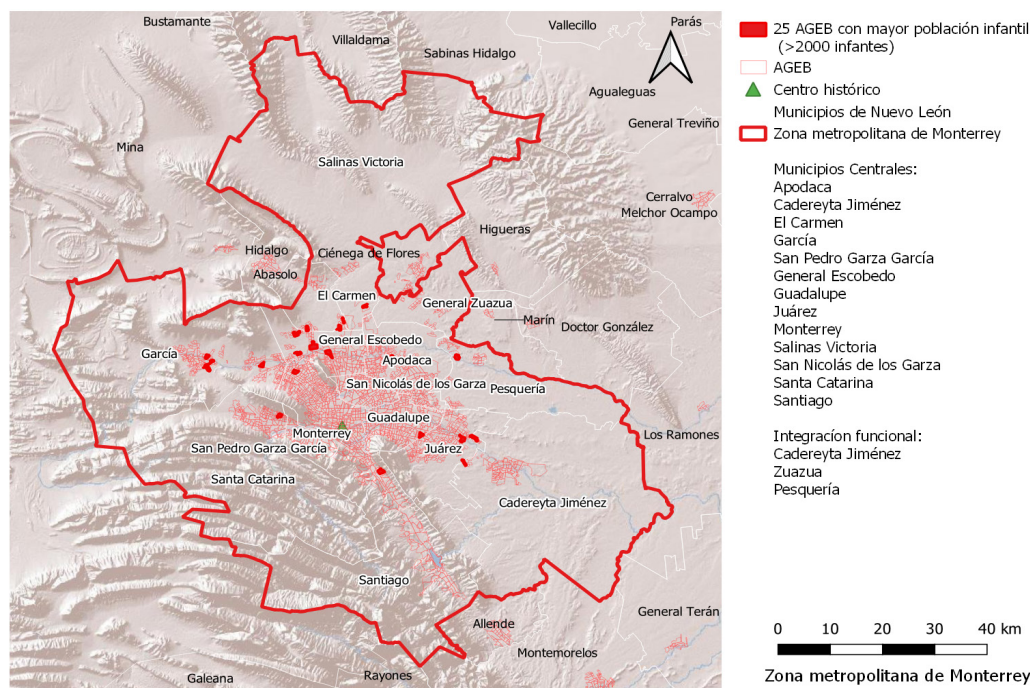 Bustamante
Villaldama
Sabinas Hidalgo
Vallecillo
Parás
Agualeguas
General Treviño
Mina
Salinas Victoria
Cerralvo
Melchor Ocampo
Higueras
Hidalgo
Ciénega de Flores
Abasolo
El Carmen
General Zuazua
Marín
Doctor González
General Escobedo
García
Apodaca
San Nicolás de los Garza
Pesquería
Guadalupe
Monterrey
Los Ramones
San Pedro Garza García
Juárez
Santa Catarina
Cadereyta Jiménez
Santiago
General Terán
Allende
Montemorelos
Rayones
Galeana
25 AGEB con mayor población infantil
(>2000 infantes)
AGEB
Centro histórico
Municipios de Nuevo León
Zona metropolitana de Monterrey
Municipios Centrales:
Apodaca
Cadereyta Jiménez
El Carmen
García
San Pedro Garza García
General Escobedo
Guadalupe
Juárez
Monterrey
Salinas Victoria
San Nicolás de los Garza
Santa Catarina
Santiago
Integracíon funcional:
Cadereyta Jiménez
Zuazua
Pesquería
0 10 20 30 40 km
Zona metropolitana de Monterrey